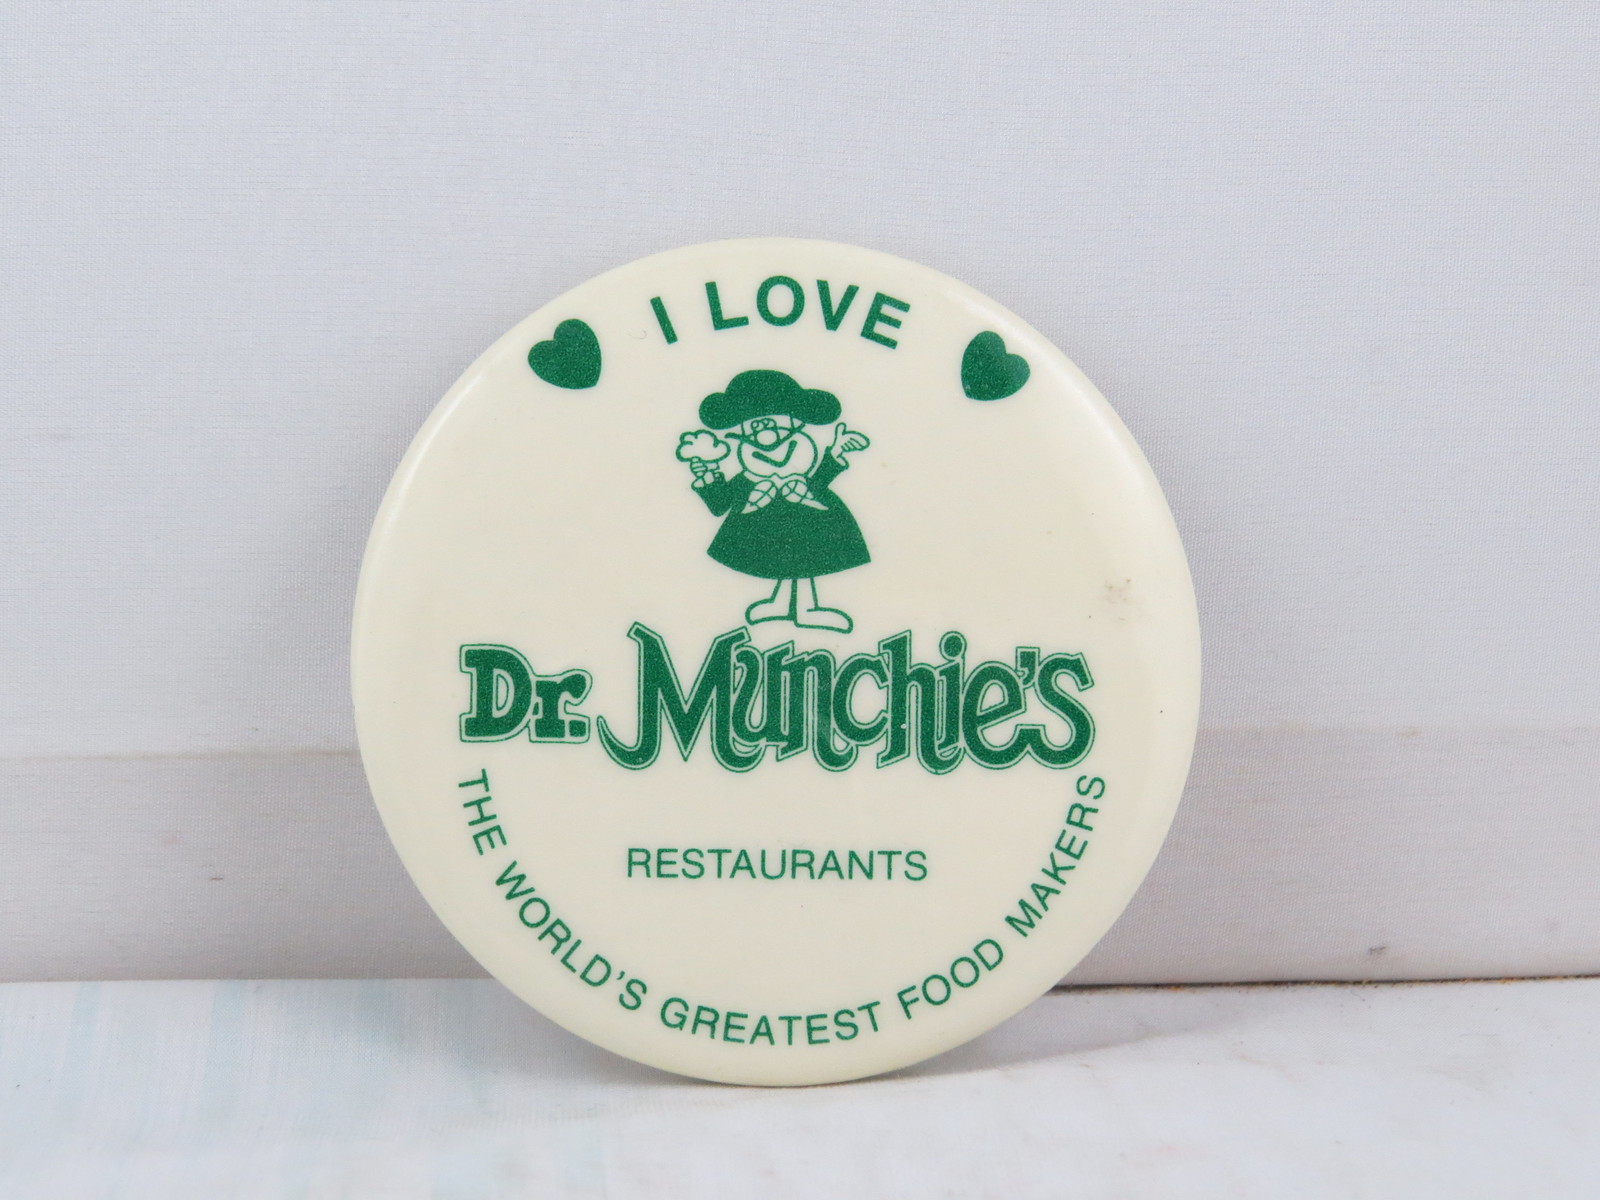 I LOVE
Dr. Munchie's
RESTAURANTS
THE WORLD'S GREATEST FOOD MAKERS